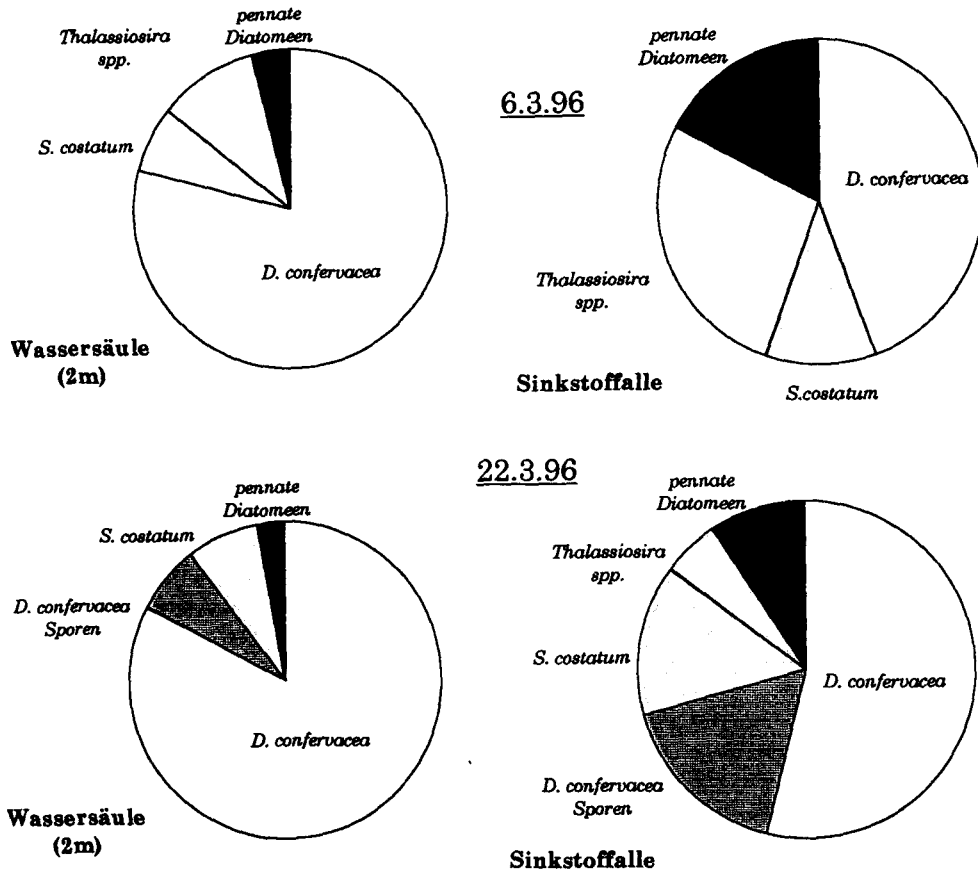 6.3.96
pennate
Diatomeen
Thalassiosira
spp.
S. costatum
D. confervacea
Wassersäule
(2m)
pennate
Diatomeen
D. confervacea
Thalassiosira
spp.
S.costatum
Sinkstoffalle
22.3.96
pennate
Diatomeen
S. costatum
D. confervacea
Sporen
D. confervacea
Wassersäule
(2m)
pennate
Diatomeen
Thalassiosira
spp.
S. costatum
D. confervacea
D. confervacea
Sporen
Sinkstoffalle